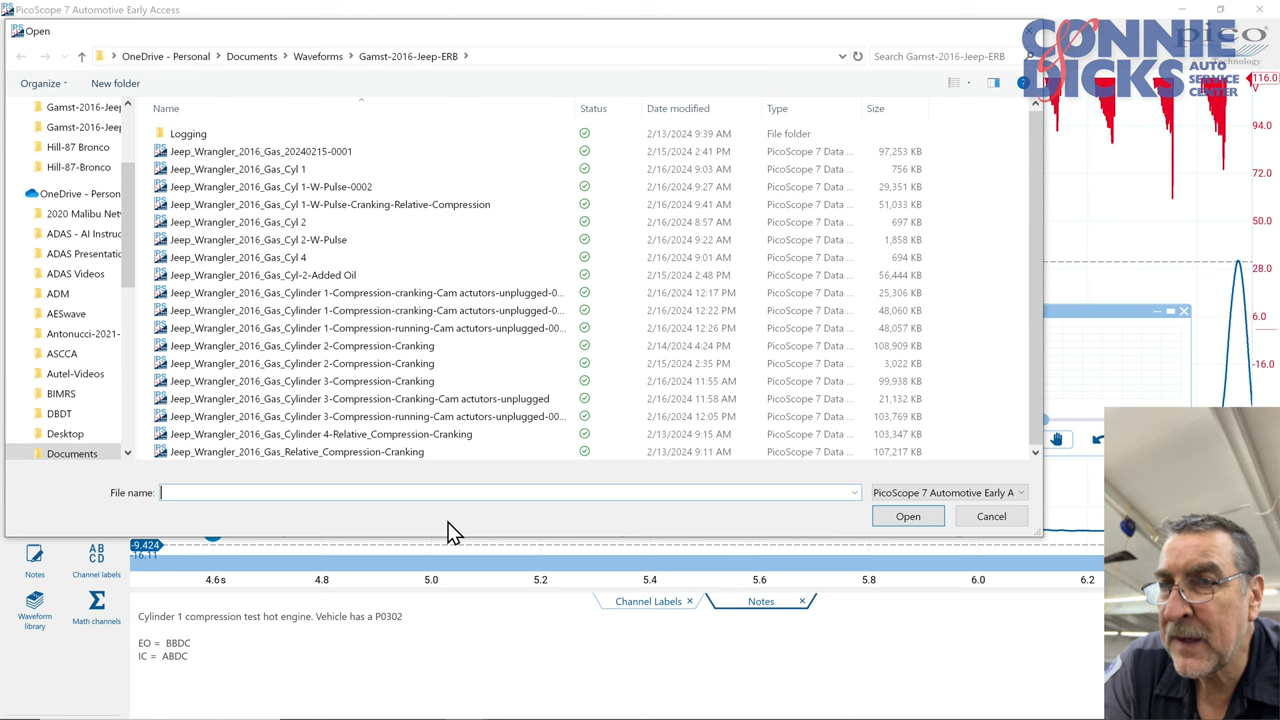 PicoScope 7 Automotive Early Access
Open
OneDrive - Personal > Documents > Waveforms > Gamst-2016-Jeep-ERB >
Search Gamst-2016-Jeep-ERB
CONNIE & DICKS
AUTO SERVICE CENTER
pico
Technology
Organize
New folder
Gamst-2016-Jeep
Gamst-2016-Jeep
Hill-87 Bronco
Hill-87-Bronco
OneDrive - Person
2020 Malibu Net
ADAS - AI Instruc
ADAS Presentatio
ADAS Videos
ADM
AESwave
Antonucci-2021-
ASCCA
Autel-Videos
BIMRS
DBDT
Desktop
Documents
Name Status Date modified Type Size
Logging 2/13/2024 9:39 AM File folder
Jeep_Wrangler_2016_Gas_20240215-0001 2/15/2024 2:41 PM PicoScope 7 Data ... 97,253 KB
Jeep_Wrangler_2016_Gas_Cyl 1 2/16/2024 9:03 AM PicoScope 7 Data ... 756 KB
Jeep_Wrangler_2016_Gas_Cyl 1-W-Pulse-0002 2/16/2024 9:27 AM PicoScope 7 Data ... 29,351 KB
Jeep_Wrangler_2016_Gas_Cyl 1-W-Pulse-Cranking-Relative-Compression 2/16/2024 9:41 AM PicoScope 7 Data ... 51,033 KB
Jeep_Wrangler_2016_Gas_Cyl 2 2/16/2024 8:57 AM PicoScope 7 Data ... 697 KB
Jeep_Wrangler_2016_Gas_Cyl 2-W-Pulse 2/16/2024 9:22 AM PicoScope 7 Data ... 1,858 KB
Jeep_Wrangler_2016_Gas_Cyl 4 2/16/2024 9:01 AM PicoScope 7 Data ... 694 KB
Jeep_Wrangler_2016_Gas_Cyl-2-Added Oil 2/15/2024 2:48 PM PicoScope 7 Data ... 56,444 KB
Jeep_Wrangler_2016_Gas_Cylinder 1-Compression-cranking-Cam actutors-unplugged-0... 2/16/2024 12:17 PM PicoScope 7 Data ... 25,306 KB
Jeep_Wrangler_2016_Gas_Cylinder 1-Compression-cranking-Cam actutors-unplugged-0... 2/16/2024 12:22 PM PicoScope 7 Data ... 48,060 KB
Jeep_Wrangler_2016_Gas_Cylinder 1-Compression-running-Cam actutors-unplugged-00... 2/16/2024 12:26 PM PicoScope 7 Data ... 48,057 KB
Jeep_Wrangler_2016_Gas_Cylinder 2-Compression-Cranking 2/14/2024 4:24 PM PicoScope 7 Data ... 108,909 KB
Jeep_Wrangler_2016_Gas_Cylinder 2-Compression-Cranking 2/15/2024 2:35 PM PicoScope 7 Data ... 3,022 KB
Jeep_Wrangler_2016_Gas_Cylinder 3-Compression-Cranking 2/16/2024 11:55 AM PicoScope 7 Data ... 99,938 KB
Jeep_Wrangler_2016_Gas_Cylinder 3-Compression-Cranking-Cam actutors-unplugged 2/16/2024 11:58 AM PicoScope 7 Data ... 21,132 KB
Jeep_Wrangler_2016_Gas_Cylinder 3-Compression-running-Cam actutors-unplugged-00... 2/16/2024 12:05 PM PicoScope 7 Data ... 103,769 KB
Jeep_Wrangler_2016_Gas_Cylinder 4-Relative_Compression-Cranking 2/13/2024 9:15 AM PicoScope 7 Data ... 103,347 KB
Jeep_Wrangler_2016_Gas_Relative_Compression-Cranking 2/13/2024 9:11 AM PicoScope 7 Data ... 107,217 KB
116.0
V
94.0
72.0
50.0
28.0
6.0
-16.0
File name:
PicoScope 7 Automotive Early A
Open
Cancel
-9.424
-16.11
4.6s 4.8 5.0 5.2 5.4 5.6 5.8 6.0 6.2
Notes
Channel labels
Waveform library
Math channels
Channel Labels
Notes
Cylinder 1 compression test hot engine. Vehicle has a P0302
EO = BBDC
IC = ABDC